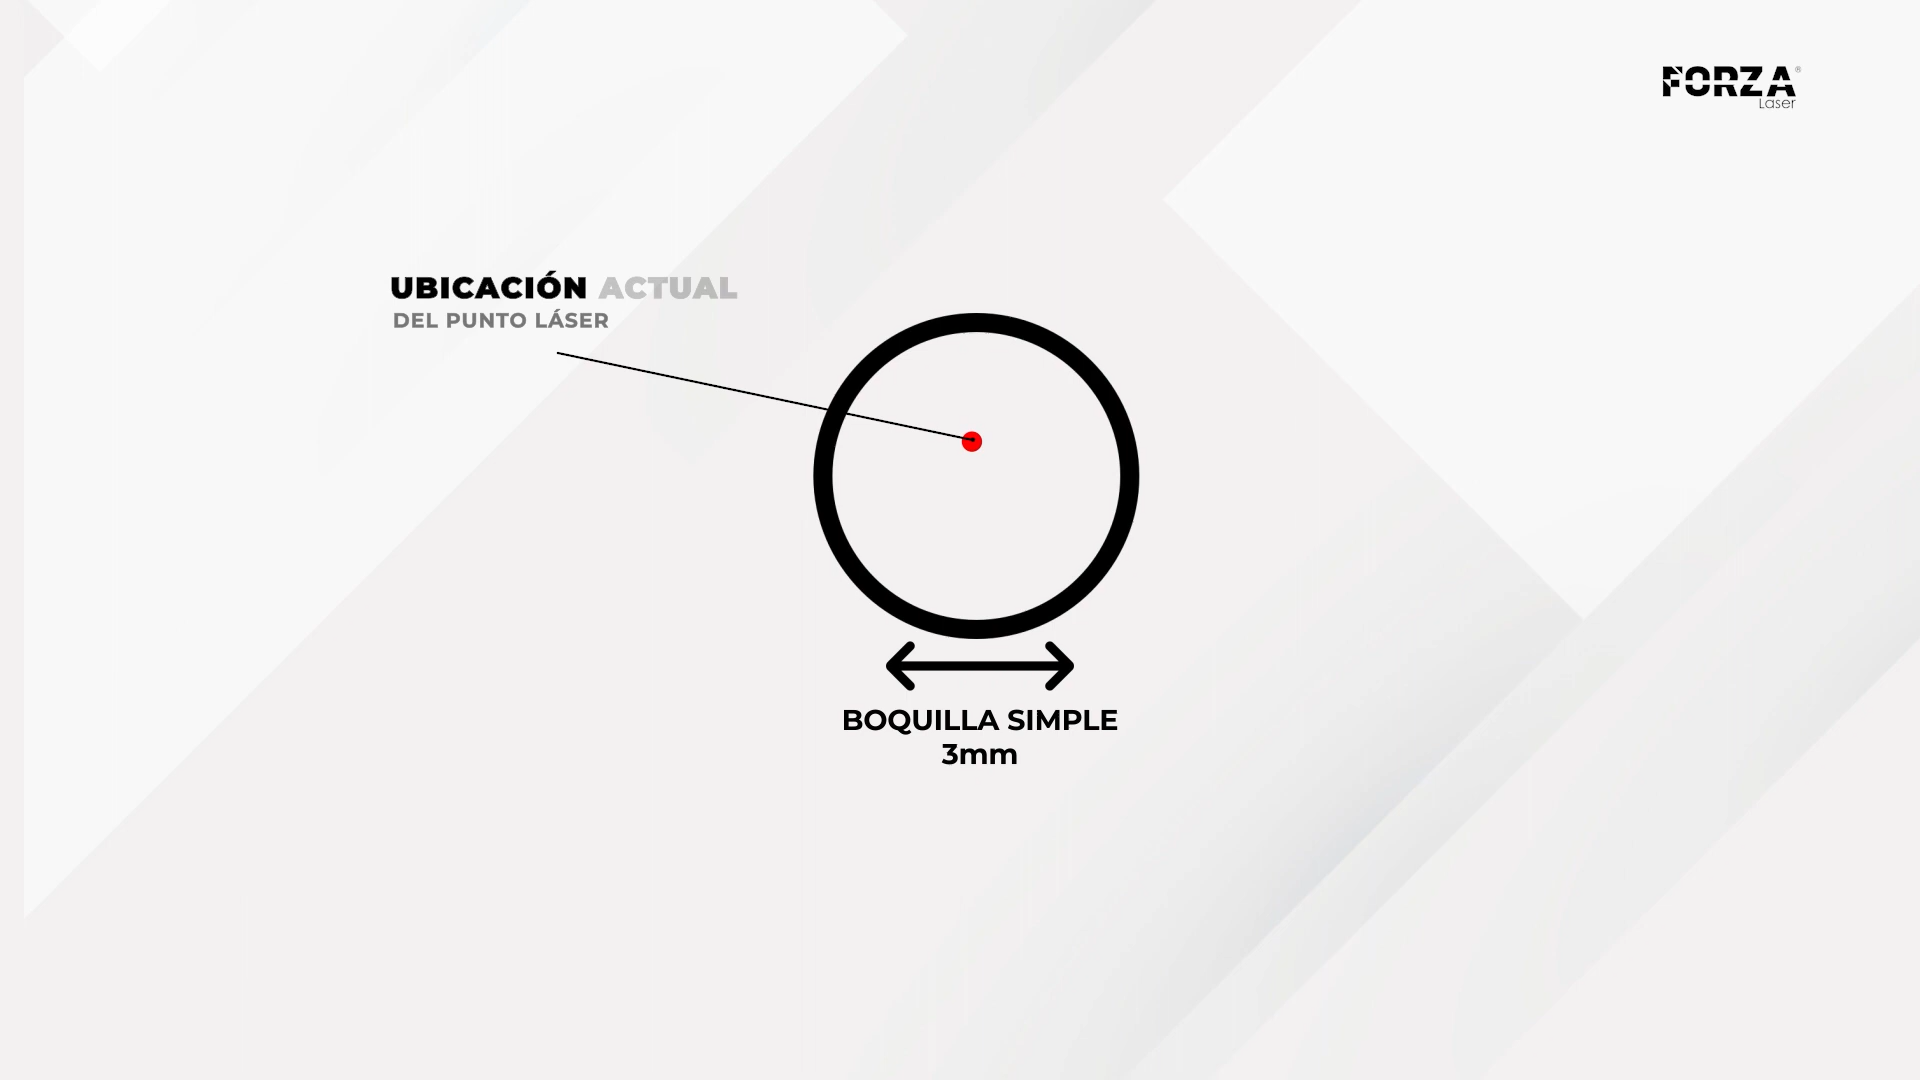 FORZA®
Laser
UBICACIÓN ACTUAL
DEL PUNTO LÁSER
BOQUILLA SIMPLE
3mm